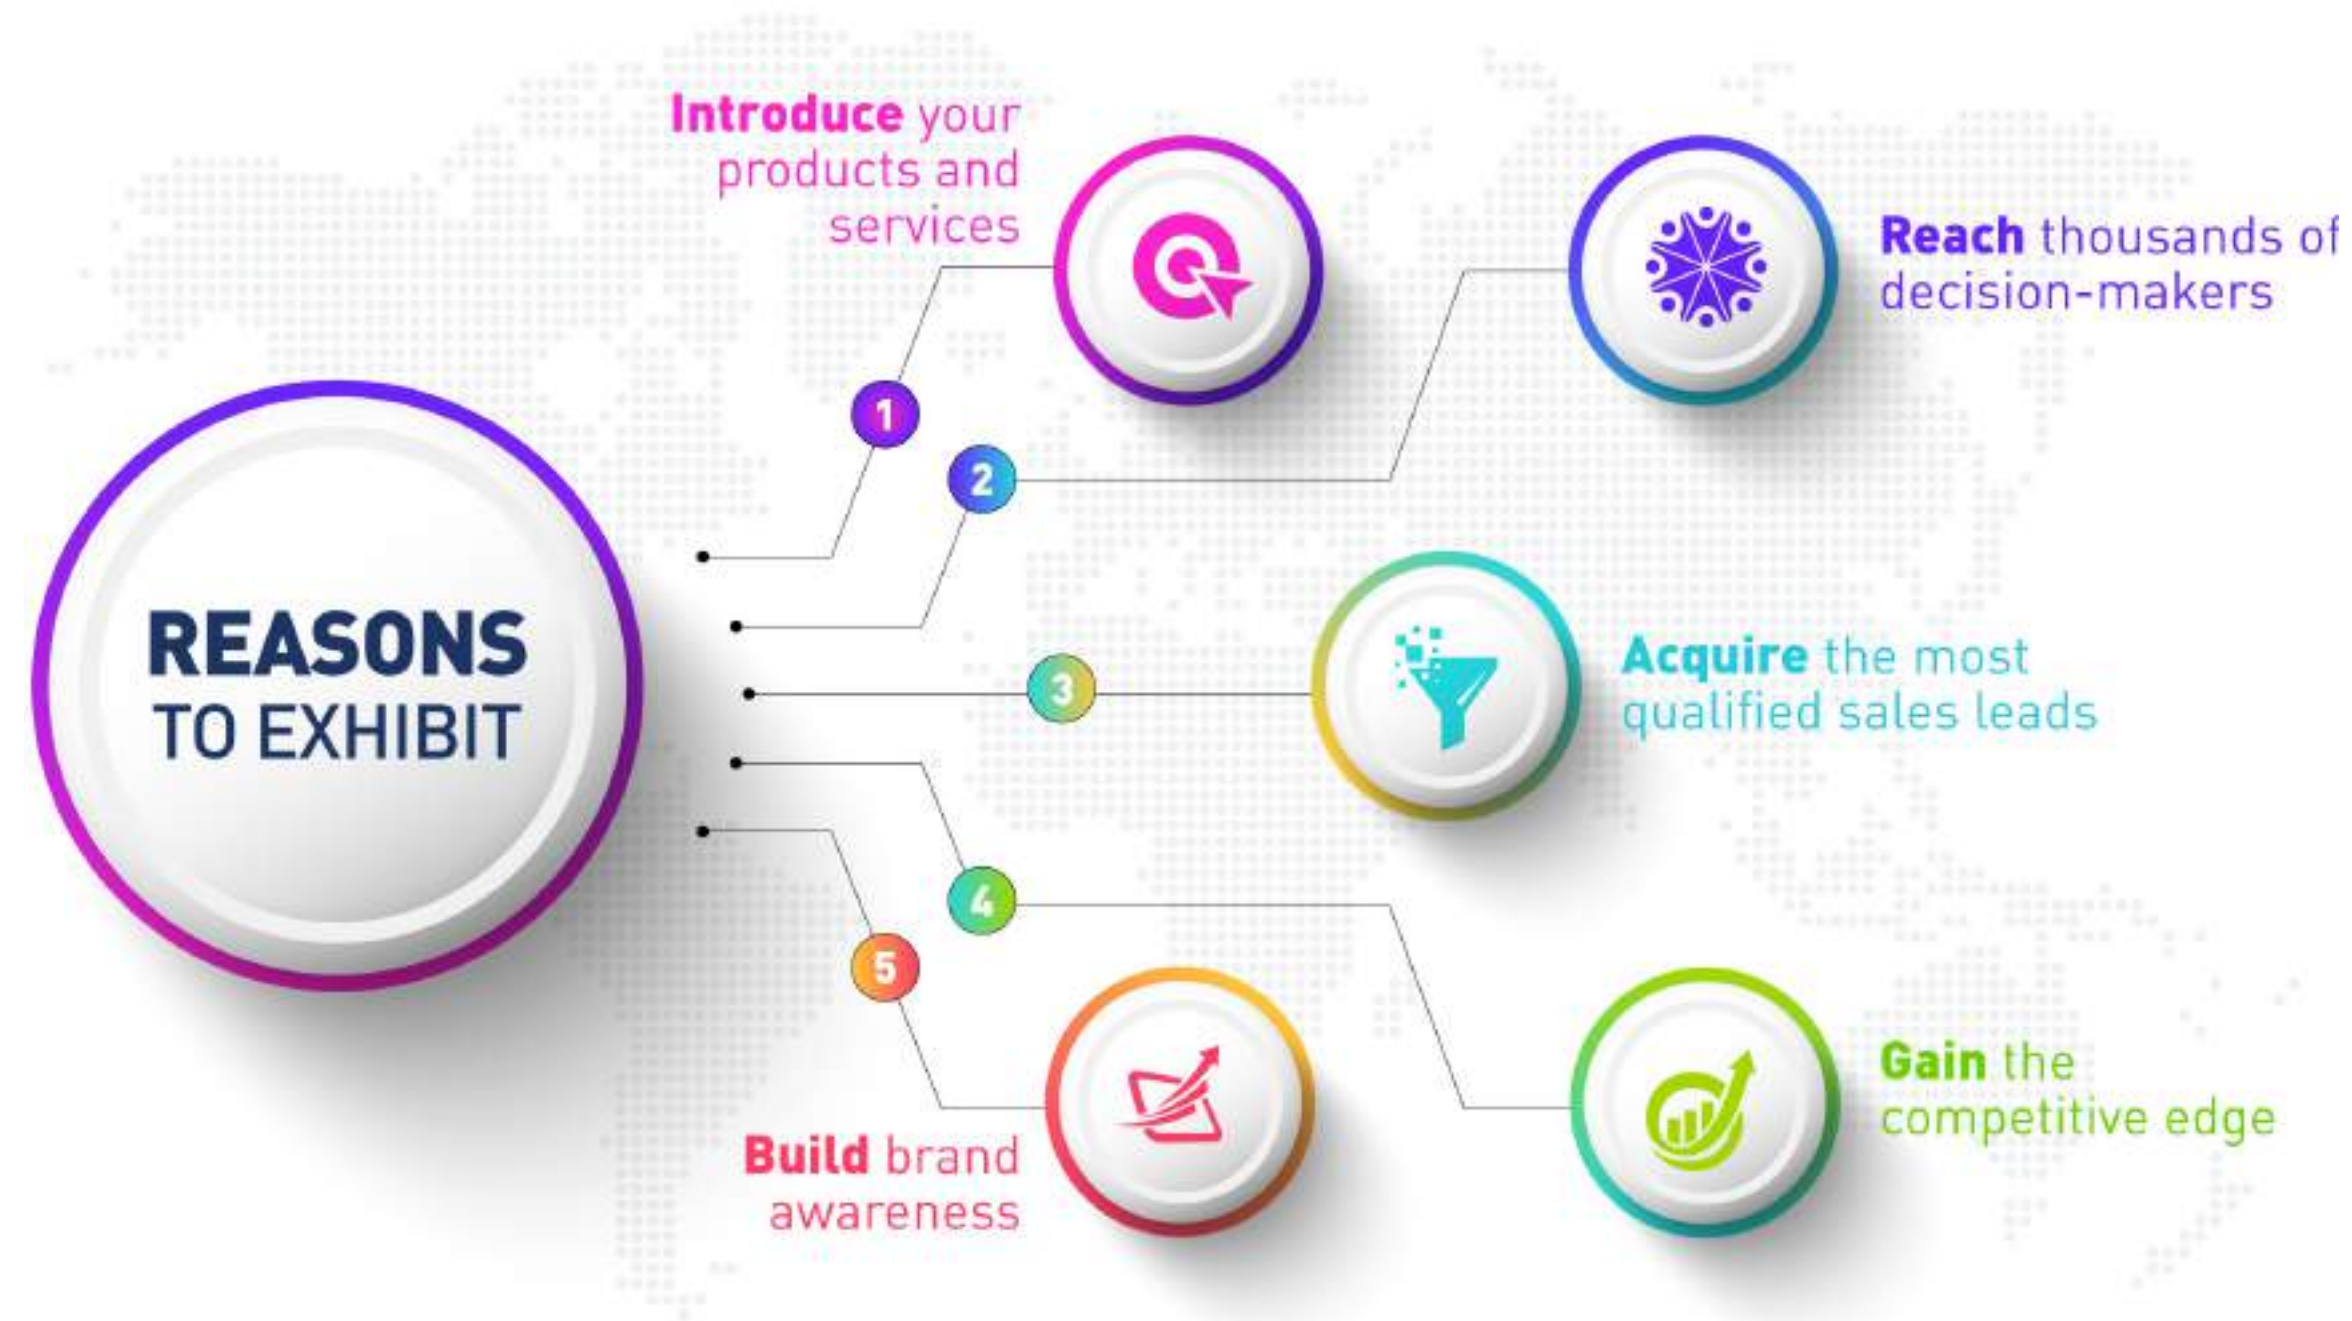 REASONS
TO EXHIBIT
1
Introduce your
products and
services
2
Reach thousands of
decision-makers
3
Acquire the most
qualified sales leads
4
Gain the
competitive edge
5
Build brand
awareness